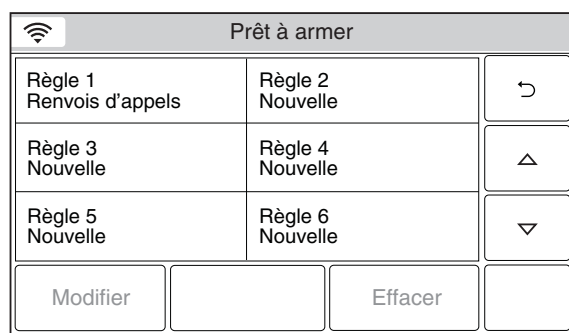 Prêt à armer
Règle 1
Renvois d'appels
Règle 2
Nouvelle
Règle 3
Nouvelle
Règle 4
Nouvelle
Règle 5
Nouvelle
Règle 6
Nouvelle
Modifier
Effacer